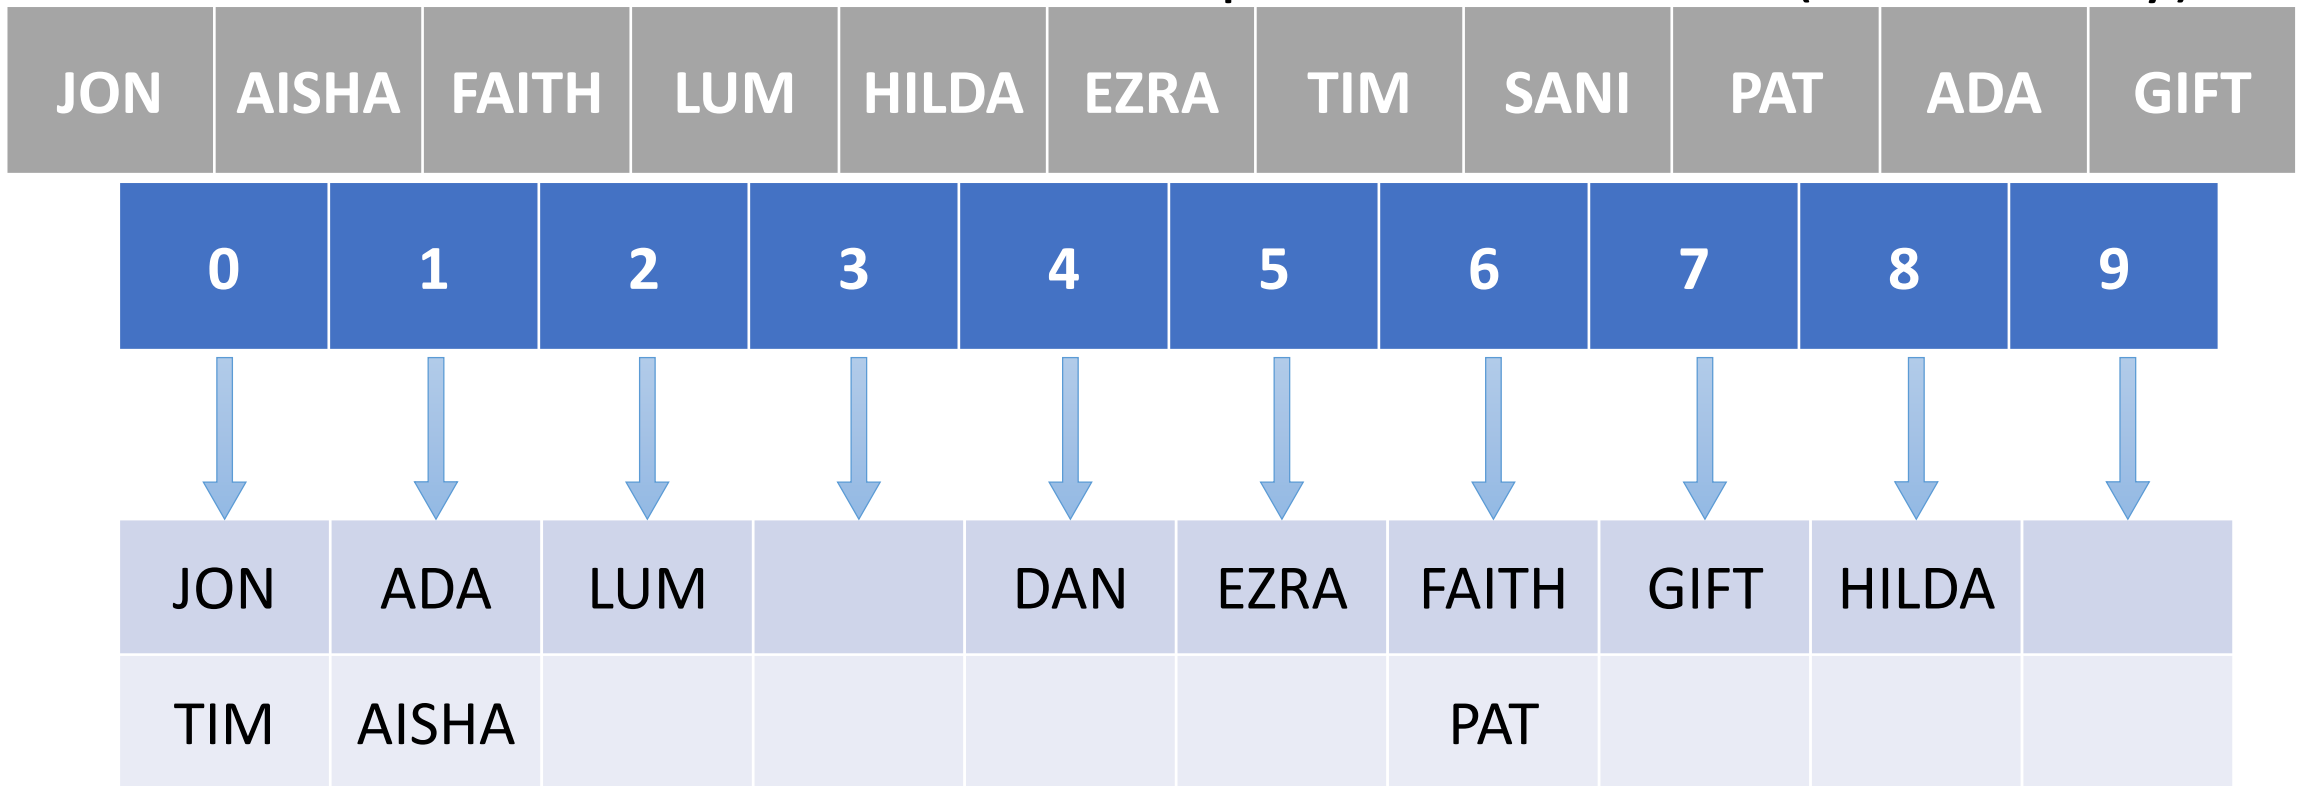 JON AISHA FAITH LUM HILDA EZRA TIM SANI PAT ADA GIFT
0 1 2 3 4 5 6 7 8 9
JON ADA LUM DAN EZRA FAITH GIFT HILDA
TIM AISHA PAT